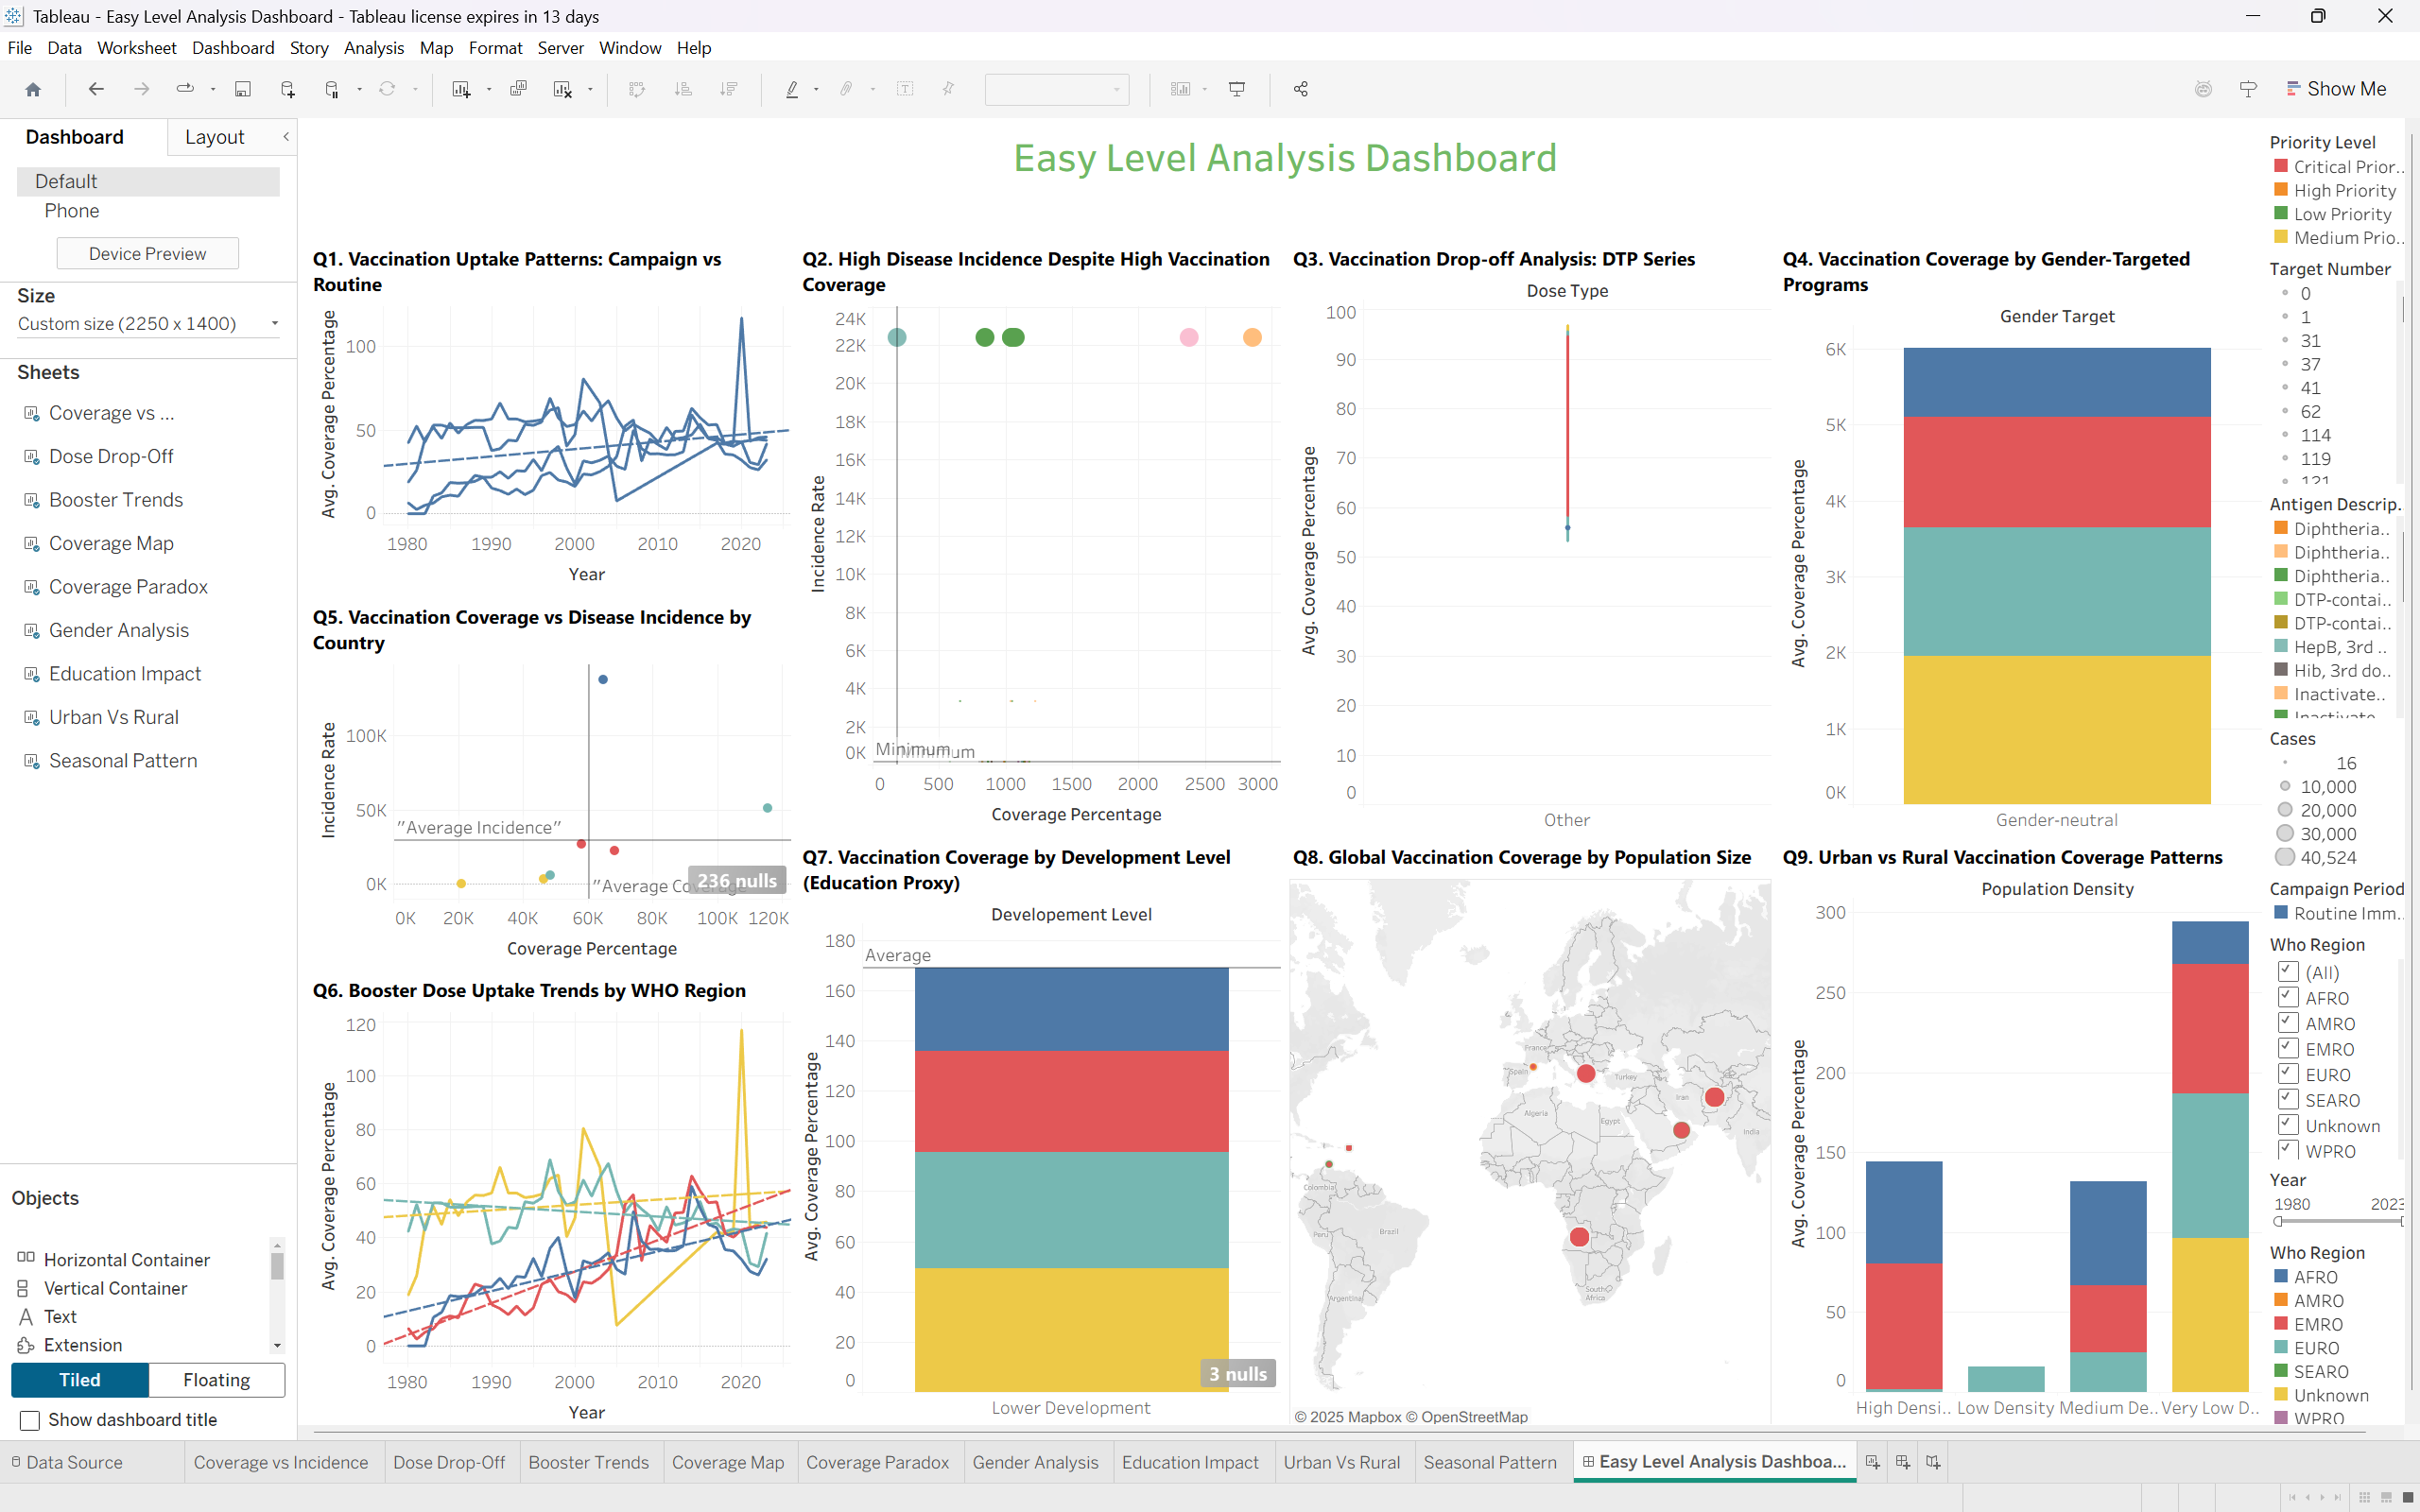 Tableau - Easy Level Analysis Dashboard - Tableau license expires in 13 days
File Data Worksheet Dashboard Story Analysis Map Format Server Window Help
Show Me
Dashboard Layout
Default
Phone
Device Preview
Size
Custom size (2250 x 1400)
Sheets
Coverage vs ...
Dose Drop-Off
Booster Trends
Coverage Map
Coverage Paradox
Gender Analysis
Education Impact
Urban Vs Rural
Seasonal Pattern
Objects
Horizontal Container
Vertical Container
Text
Extension
Tiled Floating
Show dashboard title
Easy Level Analysis Dashboard
Q1. Vaccination Uptake Patterns: Campaign vs
Routine
Avg. Coverage Percentage
100
50
0
1980 1990 2000 2010 2020
Year
Q2. High Disease Incidence Despite High Vaccination
Coverage
Incidence Rate
24K
22K
20K
18K
16K
14K
12K
10K
8K
6K
4K
2K
0K
Minimum
0 500 1000 1500 2000 2500 3000
Coverage Percentage
Q3. Vaccination Drop-off Analysis: DTP Series
Dose Type
Avg. Coverage Percentage
100
90
80
70
60
50
40
30
20
10
0
Other
Q4. Vaccination Coverage by Gender-Targeted
Programs
Gender Target
Avg. Coverage Percentage
6K
5K
4K
3K
2K
1K
0K
Gender-neutral
Q5. Vaccination Coverage vs Disease Incidence by
Country
Incidence Rate
100K
50K
0K
"Average Incidence"
"Average Co
236 nulls
0K 20K 40K 60K 80K 100K 120K
Coverage Percentage
Q6. Booster Dose Uptake Trends by WHO Region
Avg. Coverage Percentage
120
100
80
60
40
20
0
1980 1990 2000 2010 2020
Year
Q7. Vaccination Coverage by Development Level
(Education Proxy)
Developement Level
Avg. Coverage Percentage
180
160
140
120
100
80
60
40
20
0
Average
3 nulls
Lower Development
Q8. Global Vaccination Coverage by Population Size
France
Spain
Turkey
Iran
Algeria
Egypt
India
Colombia
Peru
Brazil
Argentina
South
Africa
© 2025 Mapbox © OpenStreetMap
Q9. Urban vs Rural Vaccination Coverage Patterns
Population Density
Avg. Coverage Percentage
300
250
200
150
100
50
0
High Densi.. Low Density Medium De.. Very Low D..
Priority Level
Critical Prior..
High Priority
Low Priority
Medium Prio..
Target Number
0
1
31
37
41
62
114
119
121
Antigen Descrip.
Diphtheria..
Diphtheria..
Diphtheria..
DTP-contai..
DTP-contai..
HepB, 3rd ..
Hib, 3rd do..
Inactivate..
Inactivate
Cases
16
10,000
20,000
30,000
40,524
Campaign Period
Routine Imm..
Who Region
(All)
AFRO
AMRO
EMRO
EURO
SEARO
Unknown
WPRO
Year
1980 2023
Who Region
AFRO
AMRO
EMRO
EURO
SEARO
Unknown
WPRO
Data Source Coverage vs Incidence Dose Drop-Off Booster Trends Coverage Map Coverage Paradox Gender Analysis Education Impact Urban Vs Rural Seasonal Pattern Easy Level Analysis Dashboa...